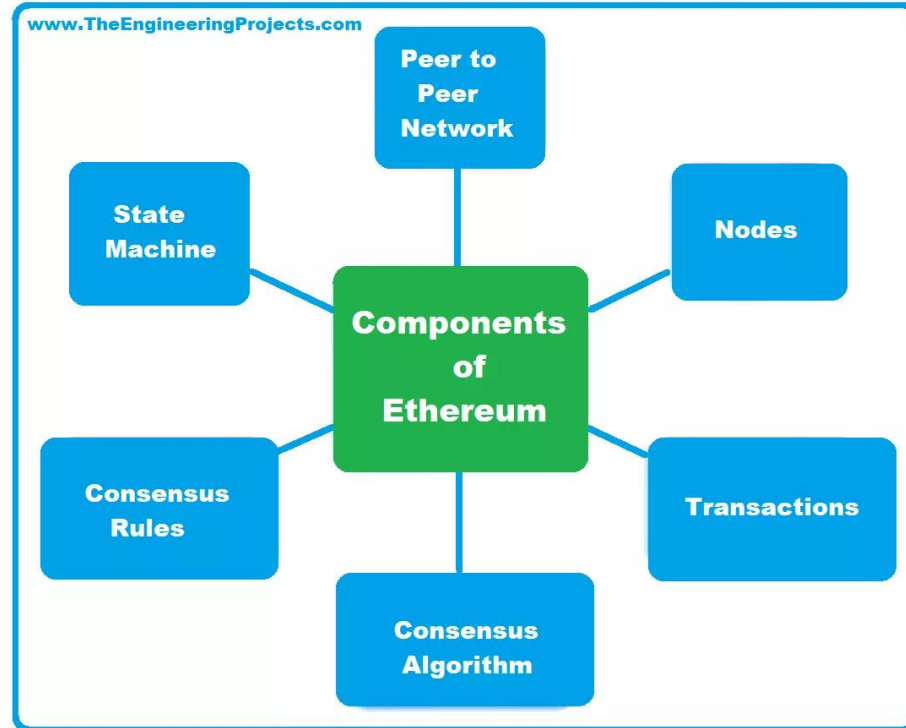 www.TheEngineeringProjects.com
Peer to
Peer
Network
State
Machine
Nodes
Components
of
Ethereum
Consensus
Rules
Transactions
Consensus
Algorithm